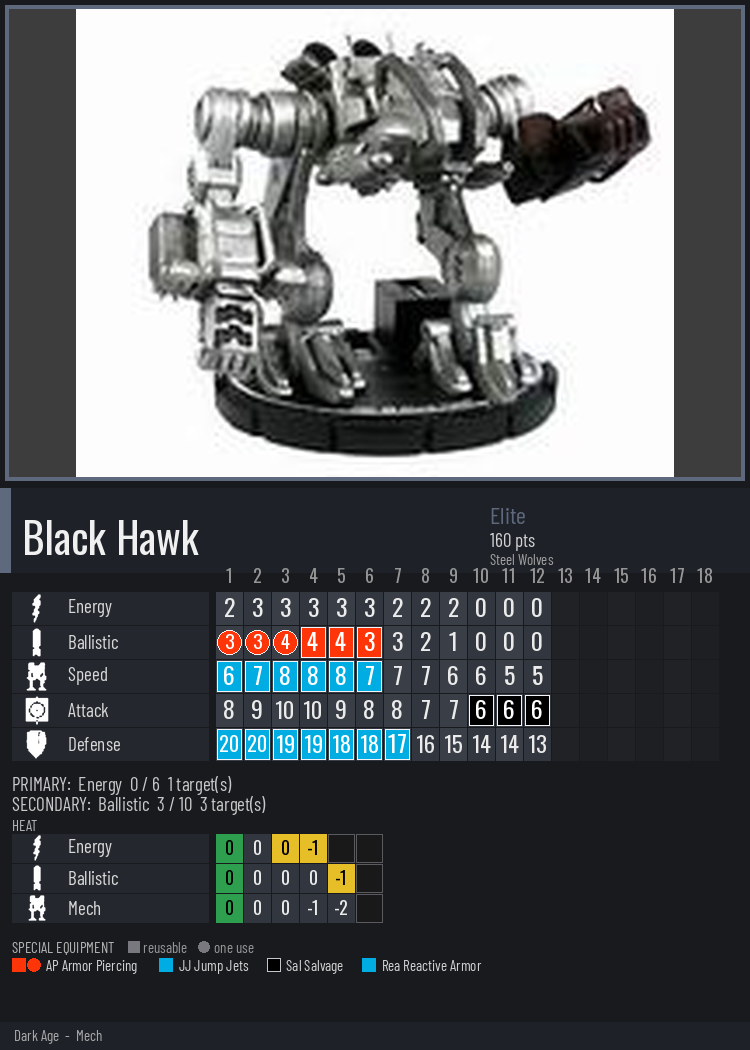 Black Hawk
Elite
160 pts
Steel Wolves
1 2 3 4 5 6 7 8 9 10 11 12 13 14 15 16 17 18
Energy 2 3 3 3 3 3 2 2 2 0 0 0
Ballistic 3 3 4 4 4 3 3 2 1 0 0 0
Speed 6 7 8 8 8 7 7 7 6 6 5 5
Attack 8 9 10 10 9 8 8 7 7 6 6 6
Defense 20 20 19 19 18 18 17 16 15 14 14 13
PRIMARY: Energy 0 / 6 1 target(s)
SECONDARY: Ballistic 3 / 10 3 target(s)
HEAT
Energy 0 0 0 -1
Ballistic 0 0 0 0 -1
Mech 0 0 0 -1 -2
SPECIAL EQUIPMENT reusable one use
AP Armor Piercing JJ Jump Jets Sal Salvage Rea Reactive Armor
Dark Age - Mech